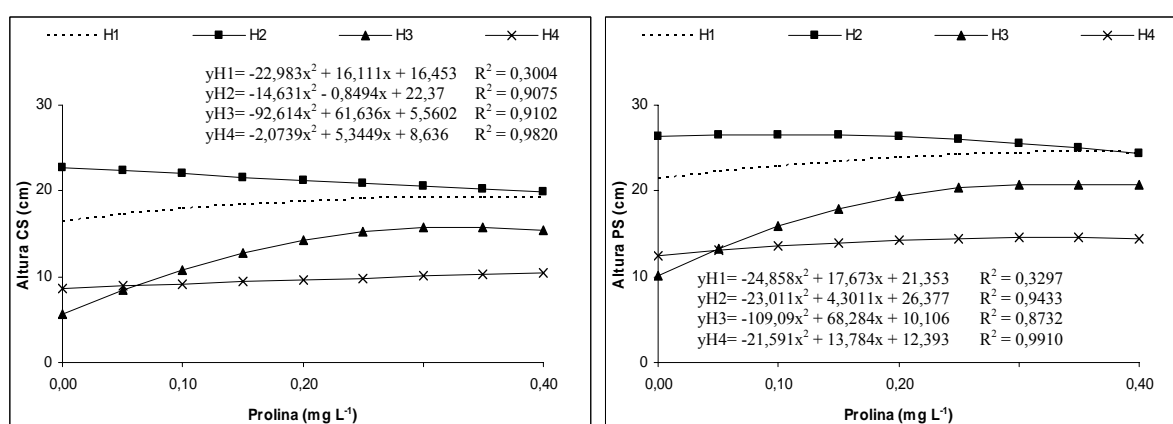 H1 H2 H3 H4
yH1= -22,983x² + 16,111x + 16,453 R² = 0,3004
yH2= -14,631x² - 0,8494x + 22,37 R² = 0,9075
yH3= -92,614x² + 61,636x + 5,5602 R² = 0,9102
yH4= -2,0739x² + 5,3449x + 8,636 R² = 0,9820
Altura CS (cm)
30
20
10
0
0,00 0,10 0,20 0,40
Prolina (mg L⁻¹)
H1 H2 H3 H4
Altura PS (cm)
30
20
10
0
yH1= -24,858x² + 17,673x + 21,353 R² = 0,3297
yH2= -23,011x² + 4,3011x + 26,377 R² = 0,9433
yH3= -109,09x² + 68,284x + 10,106 R² = 0,8732
yH4= -21,591x² + 13,784x + 12,393 R² = 0,9910
0,00 0,10 0,20 0,40
Prolina (mg L⁻¹)